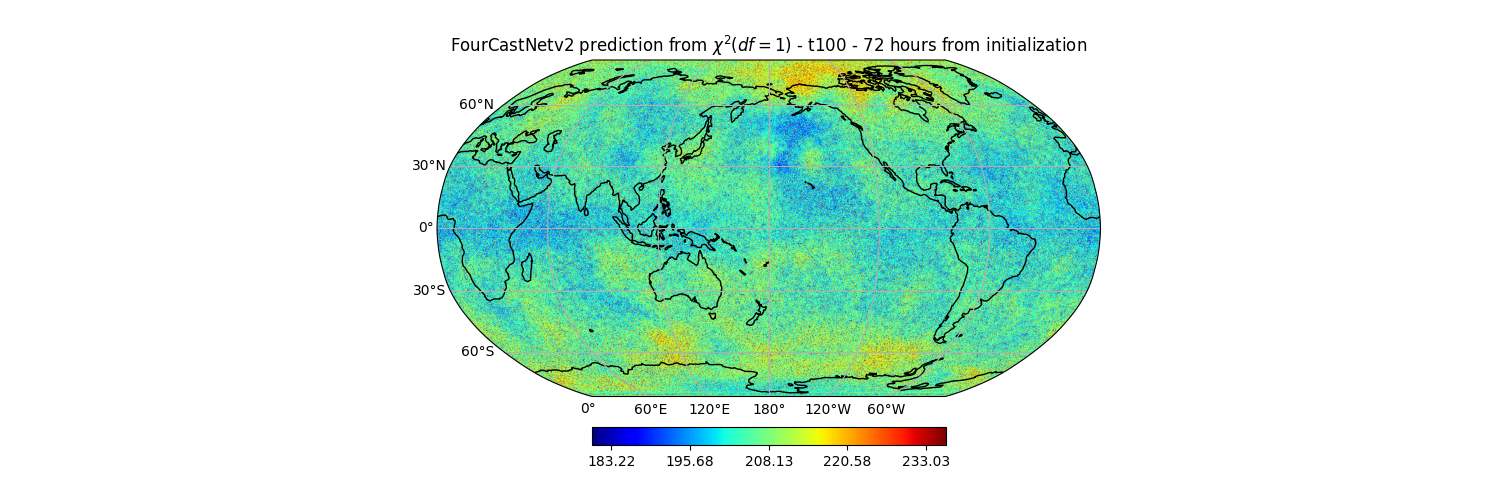 FourCastNetv2 prediction from χ²(df = 1) - t100 - 72 hours from initialization
60°N
30°N
0°
30°S
60°S
0° 60°E 120°E 180° 120°W 60°W
183.22 195.68 208.13 220.58 233.03